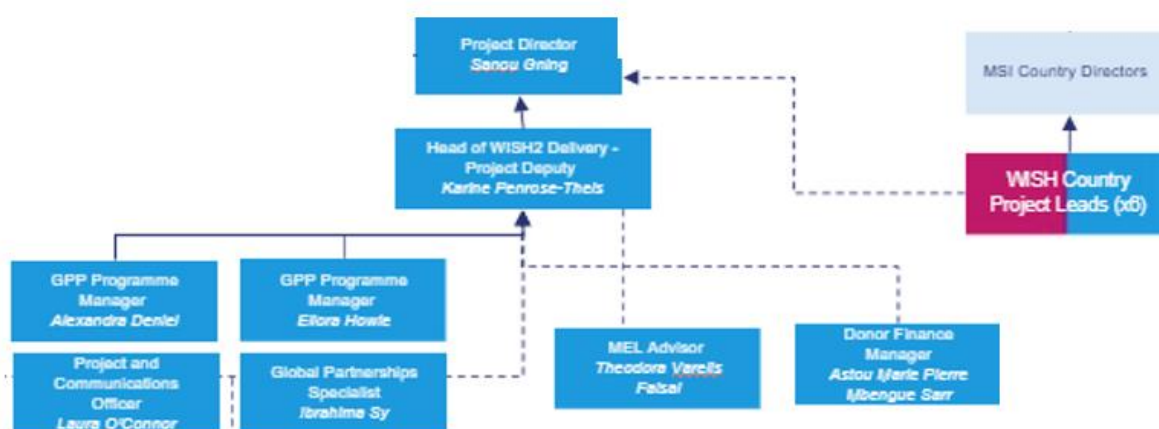 Project Director
Sanou Gning
MSI Country Directors
Head of WISH2 Delivery -
Project Deputy
Karine Penrose-Theis
WISH Country
Project Leads (x6)
GPP Programme
Manager
Alexandra Deniel
GPP Programme
Manager
Ellora Howie
MEL Advisor
Theodora Varelis
Faisal
Donor Finance
Manager
Astou Marie Pierre
Mbengue Sarr
Project and
Communications
Officer
Laura O'Connor
Global Partnerships
Specialist
Ibrahima Sy